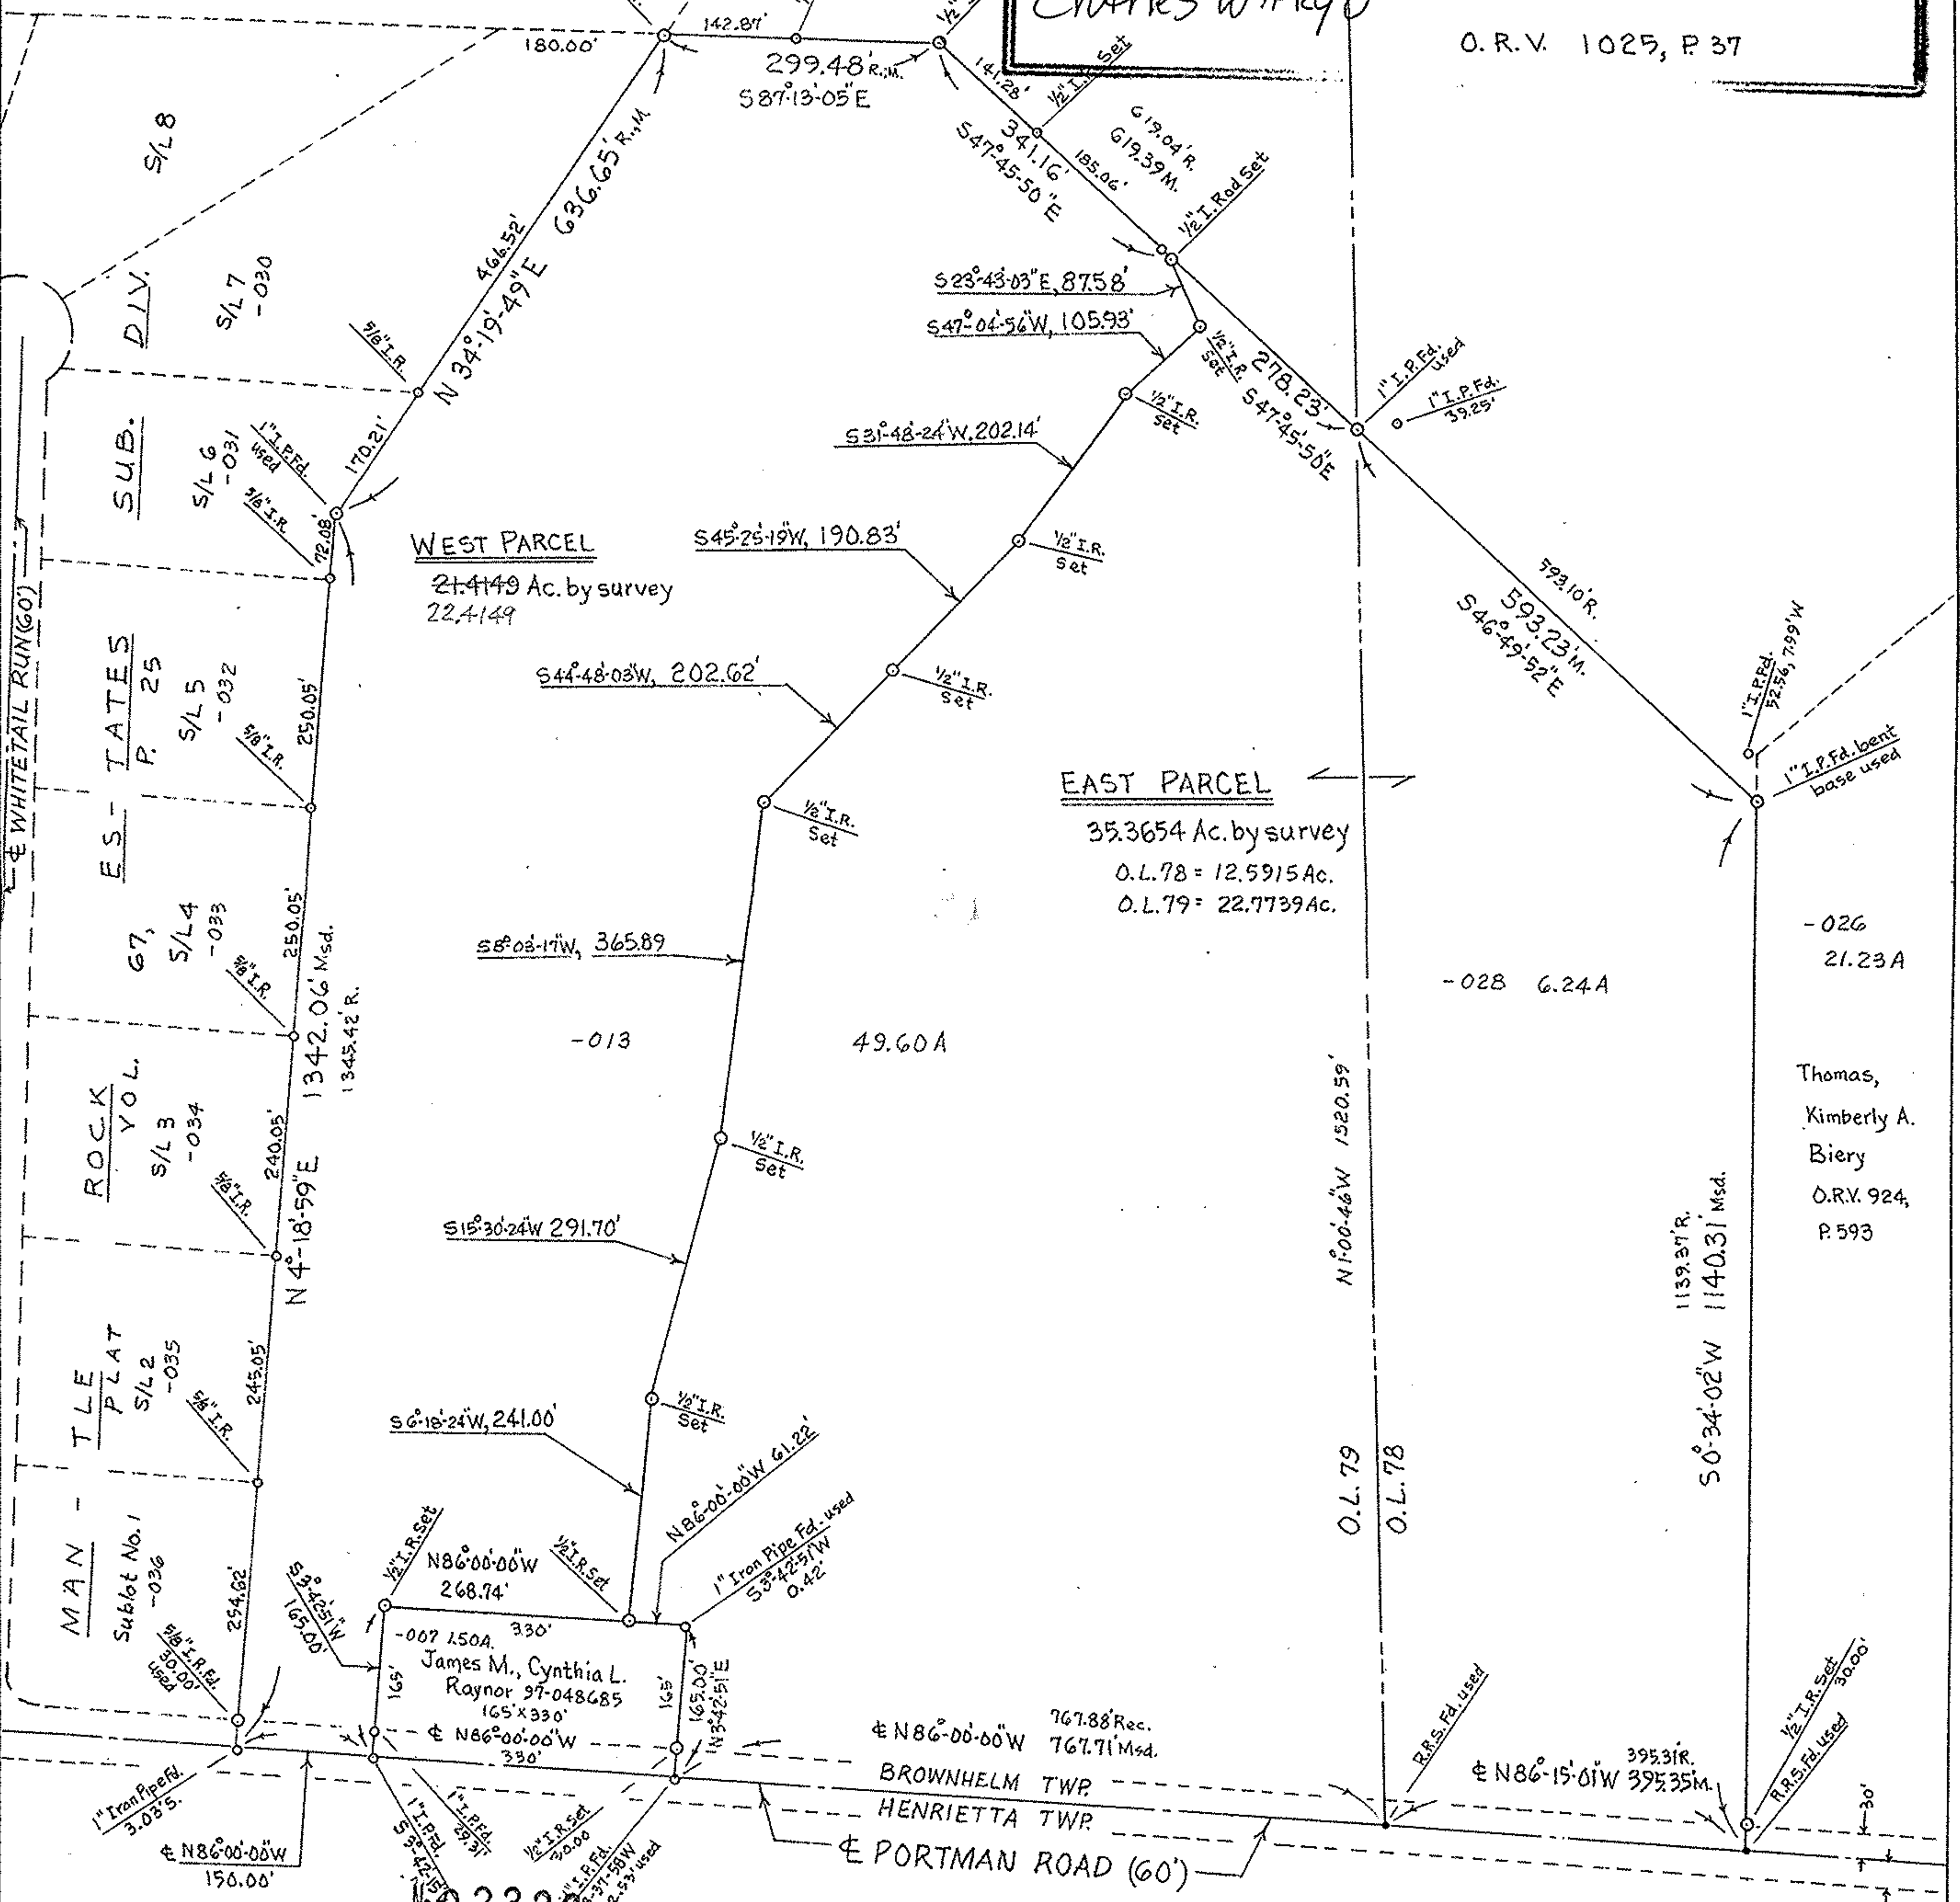 O.R.V. 1025, P. 37
180.00'
142.87'
299.48' R.,M.
S87°-13'-05"E
141.28'
1/2" I.R. Set
341.16'
S47°-45'-50"E
185.06'
619.04' R.
619.39 M.
1/2" I. Rod Set
S/L 8
636.65' R., M
466.52'
N 34°-19'-49"E
S23°-43'-03"E, 87.58'
S47°-04'-56"W, 105.93'
1/2" I.R.
set
278.23'
S47°-45'-50"E
1" I.P. Fd.
used
1" I.P. Fd.
39.25'
DIV.
S/L 7
-030
5/8" I.R.
170.21'
1/2" I.R.
set
S31°-48'-24"W, 202.14'
SUB.
S/L 6
-031
1" I.P. Fd.
used
5/8" I.R.
72.08'
WEST PARCEL
21.4149 Ac. by survey
22.4149
S45°-25'-19"W, 190.83'
1/2" I.R.
set
593.10' R.
593.23' M.
S46°-49'-52"E
¢ WHITETAIL RUN (60')
ES - TATES
P. 25
S/L 5
-032
5/8" I.R.
250.05'
S44°-48'-03"W, 202.62'
1/2" I.R.
set
1" I.P. Fd.
52.56, 7.99' W
1" I.P. Fd. bent
base used
1/2" I.R.
Set
EAST PARCEL
35.3654 Ac. by survey
O.L. 78 = 12.5915 Ac.
O.L. 79 = 22.7739 Ac.
67,
S/L 4
-033
5/8" I.R.
250.05'
1342.06' Msd.
1345.42' R.
S8°-03'-17"W, 365.89
-026
21.23 A
-028 6.24 A
-013
49.60 A
ROCK
VOL.
S/L 3
-034
5/8" I.R.
240.05'
N 4°-18'-59"E
1/2" I.R.
Set
N1°-00'-46"W 1520.59'
Thomas,
Kimberly A.
Biery
O.R.V. 924,
P. 593
S15°-30'-24"W 291.70'
1139.37' R.
S0°-34'-02"W 1140.31' Msd.
TLE
PLAT
S/L 2
-035
5/8" I.R.
245.05'
1/2" I.R.
Set
S6°-18'-24"W, 241.00'
N86°-00'-00"W 61.22'
O.L. 79
O.L. 78
MAN -
Sublot No. 1
-036
254.62'
5/8" I.R. Fd.
30.00'
used
S3°-42'-51"W
165.00'
1/2" I.R. Set
N86°-00'-00"W
268.74'
1/2" I.R. Set
1" Iron Pipe Fd. used
S3°-42'-51"W
0.42'
330'
-007 1.50A.
James M., Cynthia L.
Raynor 97-048685
165' X 330'
165'
165'
165.00'
N3°-42'-51"E
¢ N86°-00'-00"W
330'
¢ N86°-00'-00"W
767.88' Rec.
767.71' Msd.
R.R.S. Fd. used
395.31' R.
¢ N86°-15'-01"W 395.35' M.
1/2" I.R. Set
30.00'
R.R.S. Fd. used
BROWNHELM TWP.
HENRIETTA TWP.
¢ PORTMAN ROAD (60')
30'
1" Iron Pipe Fd.
3.03' S.
¢ N86°-00'-00"W
150.00'
1" I.P. Fd.
29.31'
1" I.P. Fd.
1/2" I.R. Set
30.00